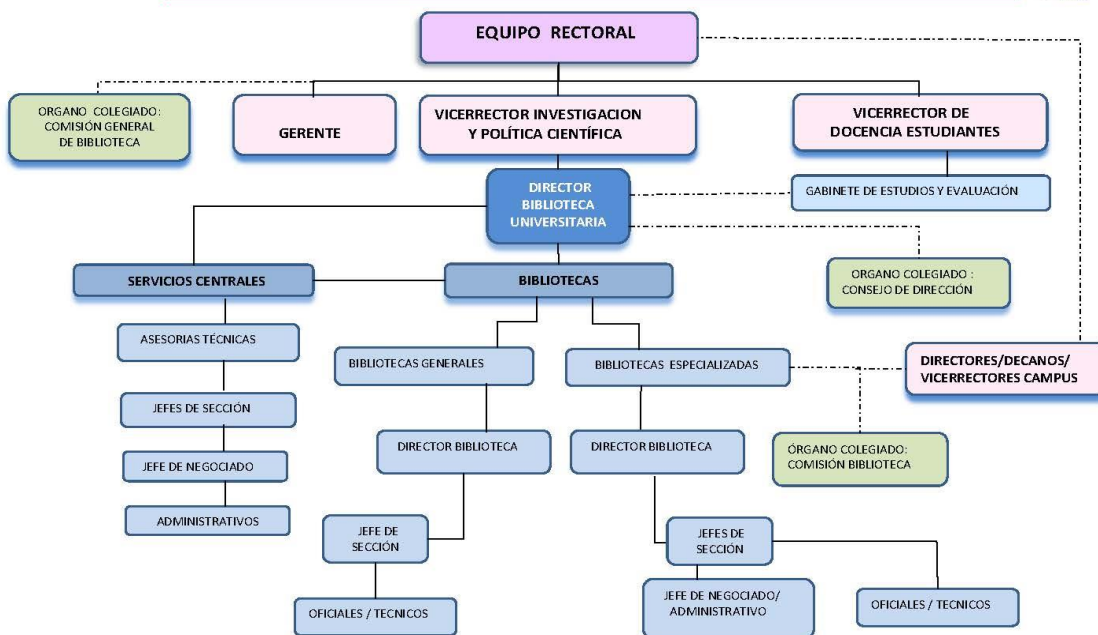 EQUIPO RECTORAL
ORGANO COLEGIADO:
COMISIÓN GENERAL
DE BIBLIOTECA
GERENTE
VICERRECTOR INVESTIGACION
Y POLÍTICA CIENTÍFICA
VICERRECTOR DE
DOCENCIA ESTUDIANTES
DIRECTOR
BIBLIOTECA
UNIVERSITARIA
GABINETE DE ESTUDIOS Y EVALUACIÓN
SERVICIOS CENTRALES
BIBLIOTECAS
ORGANO COLEGIADO :
CONSEJO DE DIRECCIÓN
ASESORIAS TÉCNICAS
BIBLIOTECAS GENERALES
BIBLIOTECAS ESPECIALIZADAS
DIRECTORES/DECANOS/
VICERRECTORES CAMPUS
JEFES DE SECCIÓN
DIRECTOR BIBLIOTECA
DIRECTOR BIBLIOTECA
ÓRGANO COLEGIADO:
COMISIÓN BIBLIOTECA
JEFE DE NEGOCIADO
ADMINISTRATIVOS
JEFE DE
SECCIÓN
JEFES DE
SECCIÓN
OFICIALES / TECNICOS
JEFE DE NEGOCIADO/
ADMINISTRATIVO
OFICIALES / TECNICOS